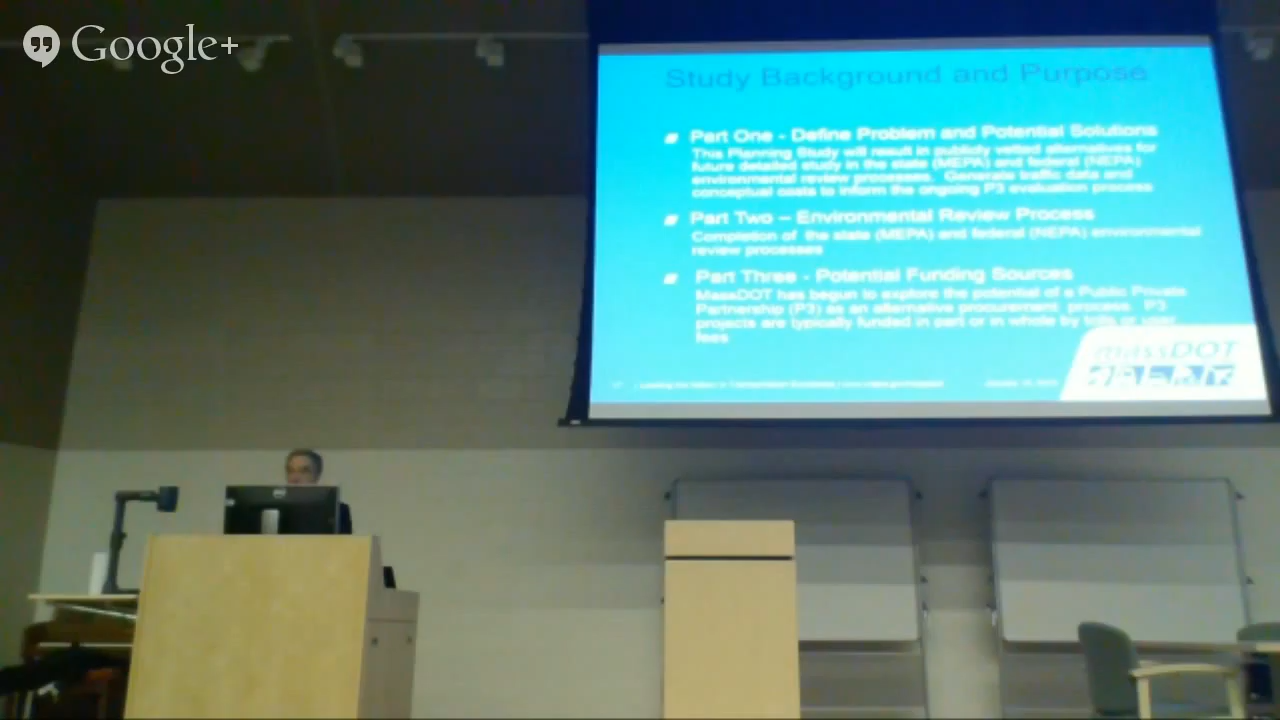 Google+
Study Background and Purpose
Part One - Define Problem and Potential Solutions
This Planning Study will result in publicly vetted alternatives for
future detailed study in the state (MEPA) and federal (NEPA)
environmental review processes. Generate traffic data and
conceptual costs to inform the ongoing P3 evaluation process
Part Two – Environmental Review Process
Completion of the state (MEPA) and federal (NEPA) environmental
review processes
Part Three - Potential Funding Sources
MassDOT has begun to explore the potential of a Public Private
Partnership (P3) as an alternative procurement process. P3
projects are typically funded in part or in whole by tolls or user
fees
massDOT